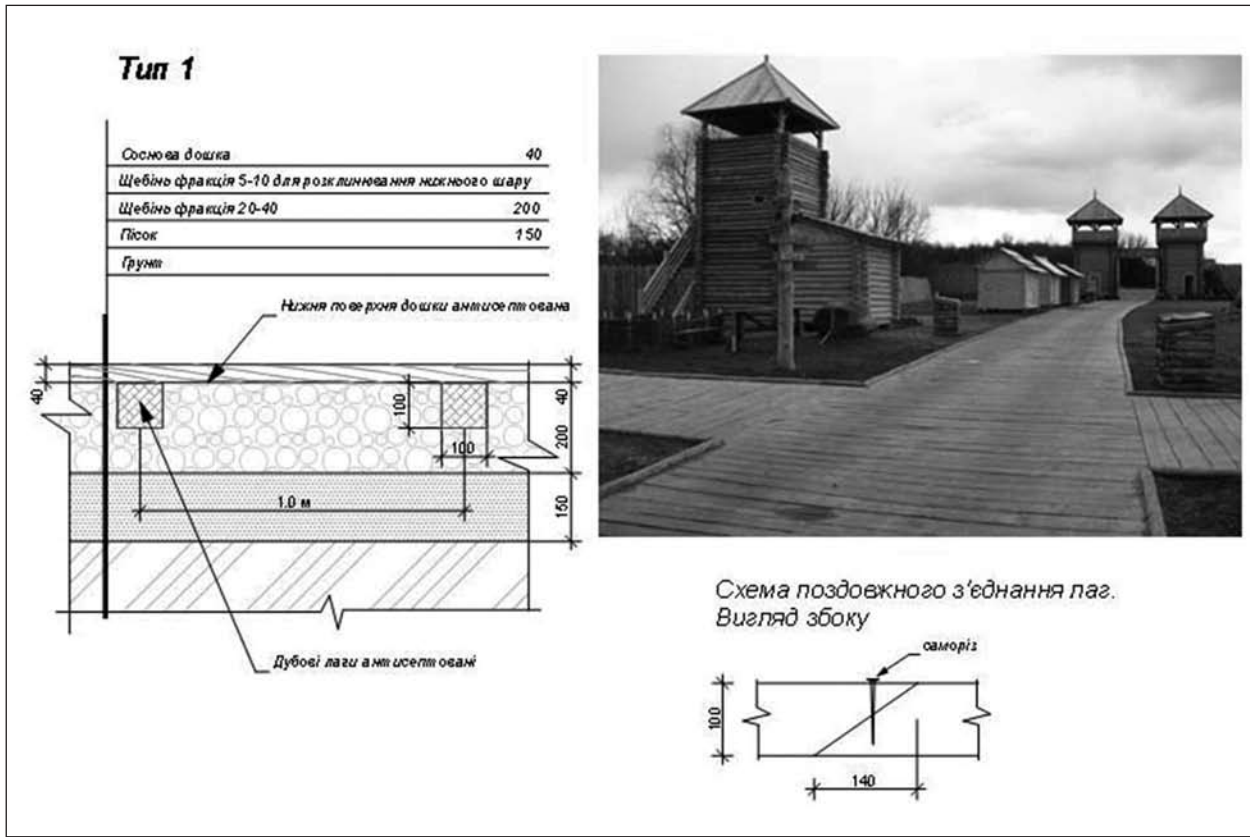 Тип 1
Соснова дошка 40
Щебінь фракція 5-10 для розклинювання нижнього шару
Щебінь фракція 20-40 200
Пісок 150
Грунт
Нижня поверхня дошки антисептована
40
100
100
40
200
150
1.0 м
Дубові лаги антисептовані
Схема поздовжного з'єднання лаг.
Вигляд збоку
саморіз
100
140